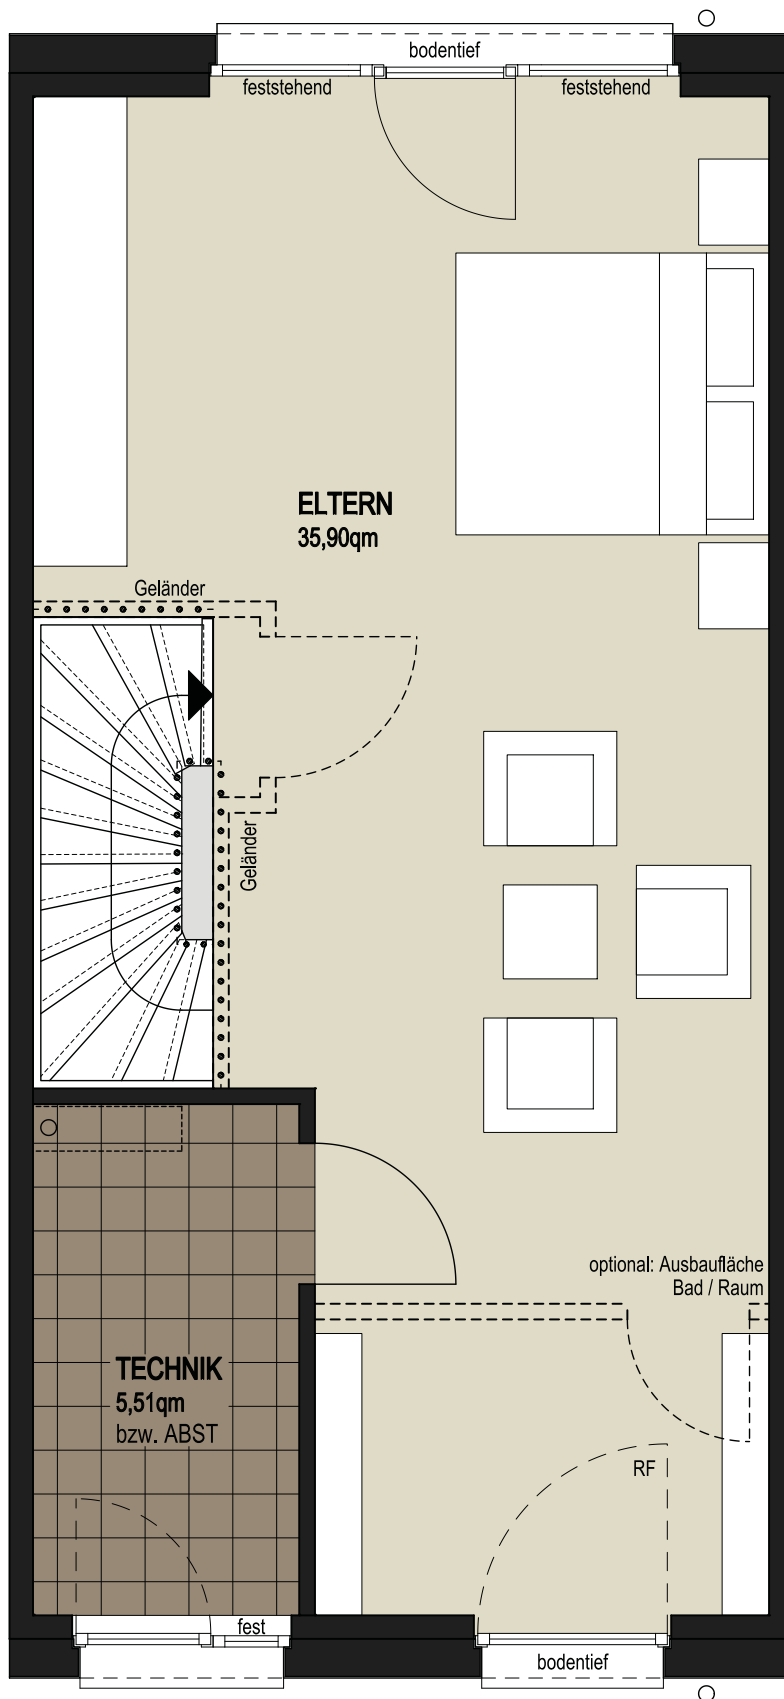 bodentief
feststehend
feststehend
ELTERN
35,90qm
Geländer
Geländer
optional: Ausbaufläche
Bad / Raum
TECHNIK
5,51qm
bzw. ABST
RF
fest
bodentief